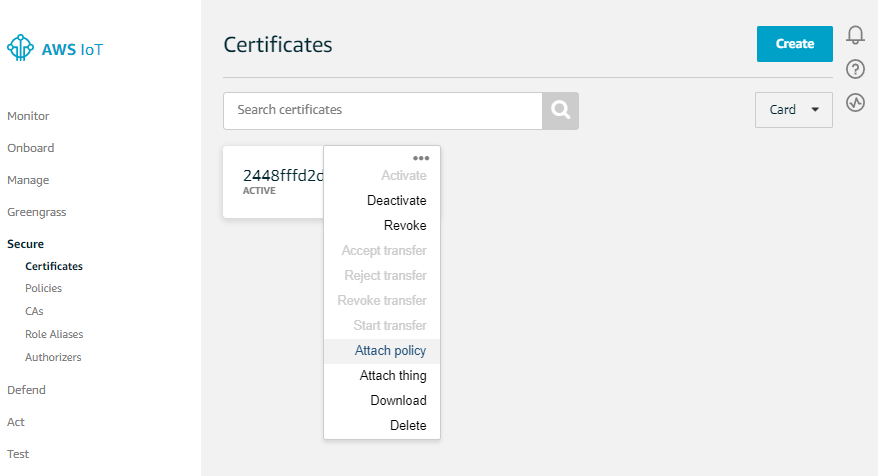 AWS IoT
Monitor
Onboard
Manage
Greengrass
Secure
Certificates
Policies
CAs
Role Aliases
Authorizers
Defend
Act
Test
Certificates
Create
Search certificates
Card
2448fffd2d
ACTIVE
Activate
Deactivate
Revoke
Accept transfer
Reject transfer
Revoke transfer
Start transfer
Attach policy
Attach thing
Download
Delete